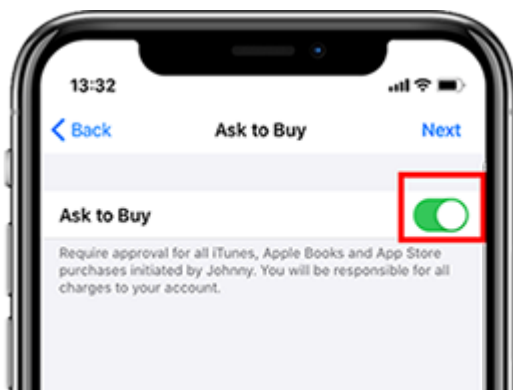 13:32
Back Ask to Buy Next
Ask to Buy
Require approval for all iTunes, Apple Books and App Store
purchases initiated by Johnny. You will be responsible for all
charges to your account.